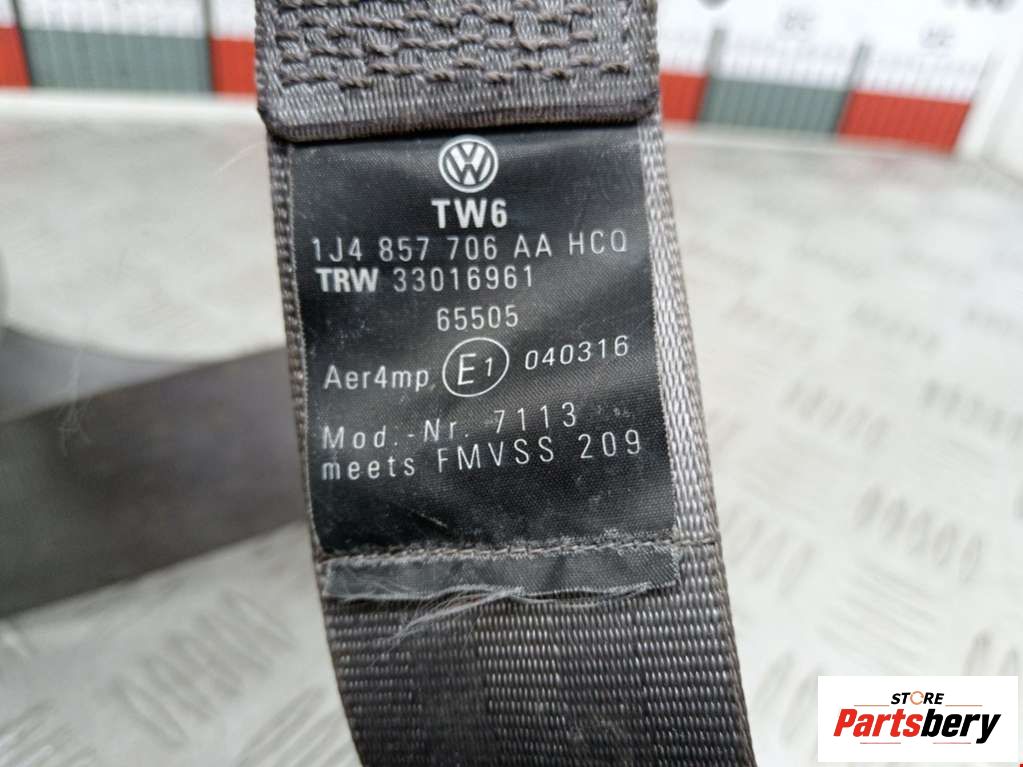 TW6
1J4 857 706 AA HCQ
TRW 33016961
65505
Aer4mp E1 040316
Mod.-Nr. 7113
meets FMVSS 209
STORE
Partsbery